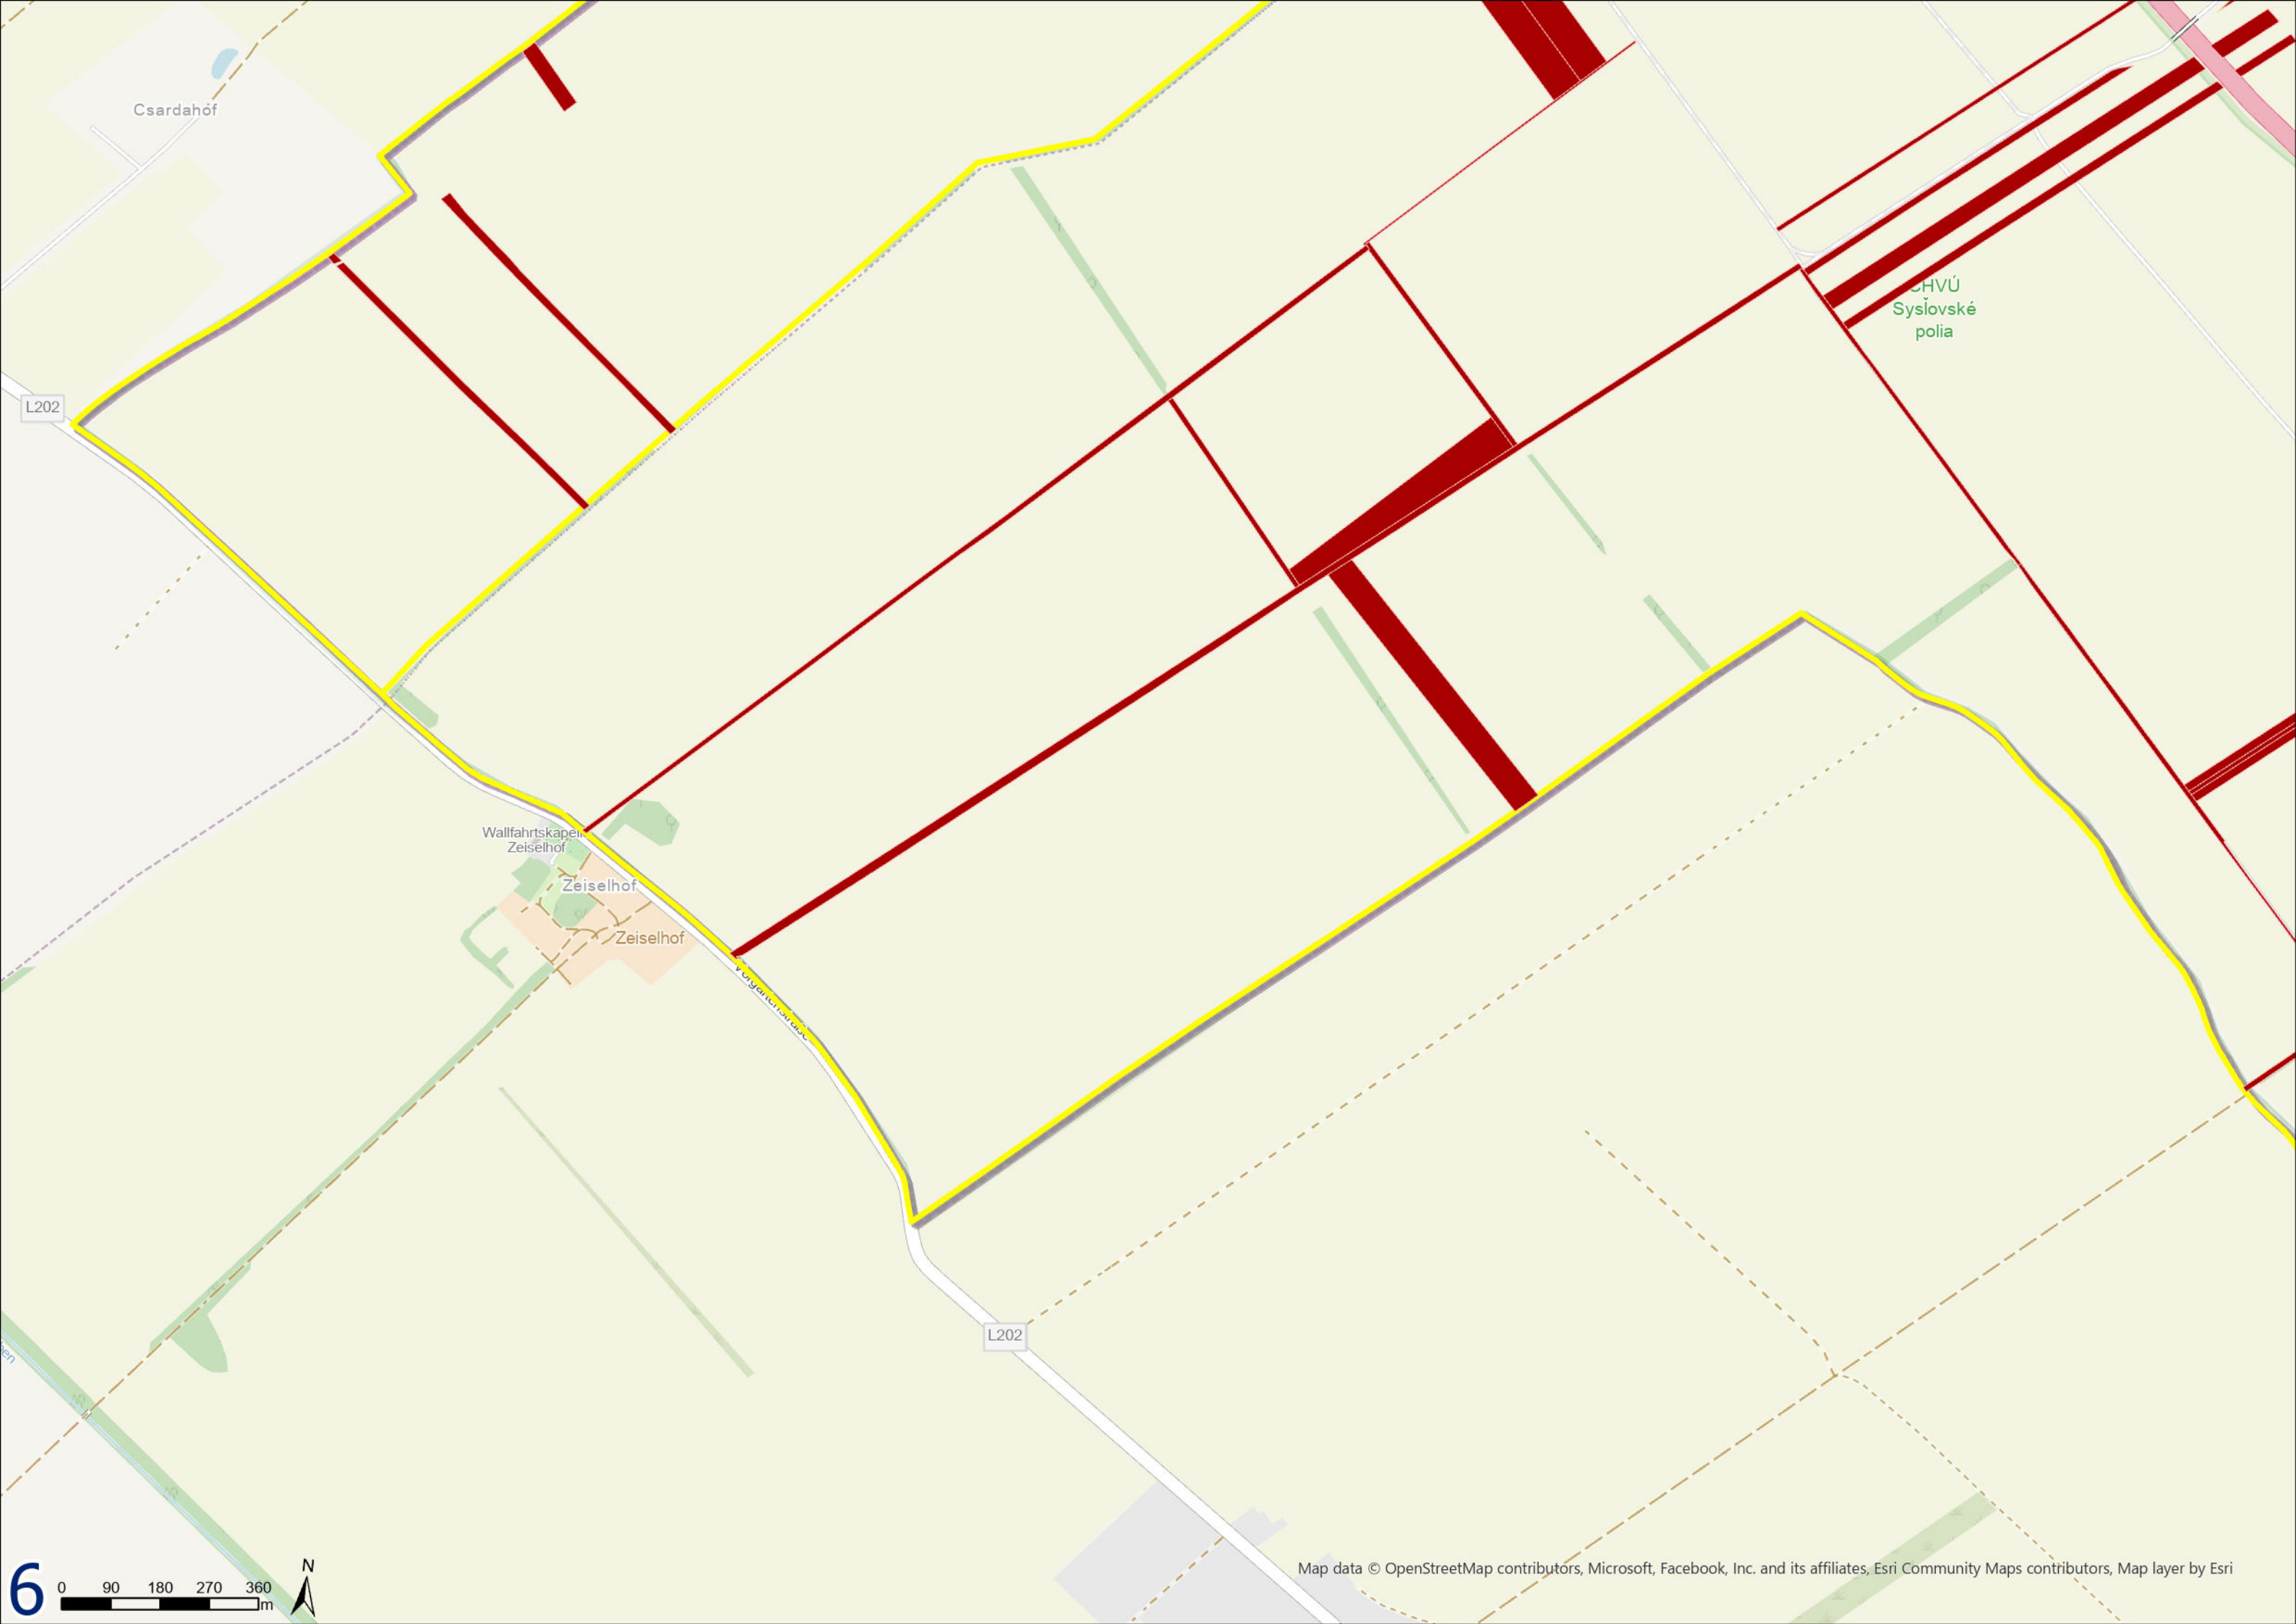 Csardahof
L202
CHVÚ
Sysľovské
polia
Zeiselhof
Zeiselhof
Zeiselhof
L202
N
6
0 90 180 270 360
m
Map data © OpenStreetMap contributors, Microsoft, Facebook, Inc. and its affiliates, Esri Community Maps contributors, Map layer by Esri